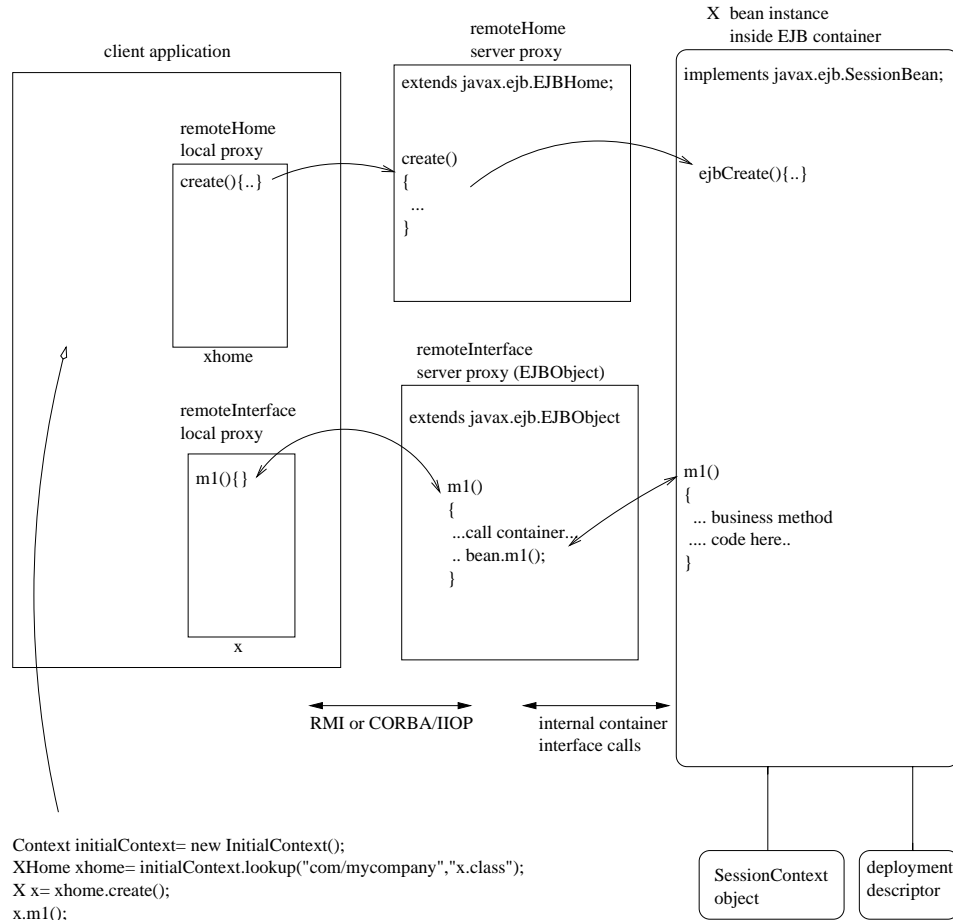 client application
remoteHome
local proxy
create(){..}
xhome
remoteInterface
local proxy
m1(){}
x
remoteHome
server proxy
extends javax.ejb.EJBHome;
create()
{
...
}
remoteInterface
server proxy (EJBObject)
extends javax.ejb.EJBObject
m1()
{
...call container...
.. bean.m1();
}
X bean instance
inside EJB container
implements javax.ejb.SessionBean;
ejbCreate(){..}
m1()
{
... business method
.... code here..
}
RMI or CORBA/IIOP
internal container
interface calls
Context initialContext= new InitialContext();
XHome xhome= initialContext.lookup("com/mycompany","x.class");
X x= xhome.create();
x.m1();
SessionContext
object
deployment
descriptor